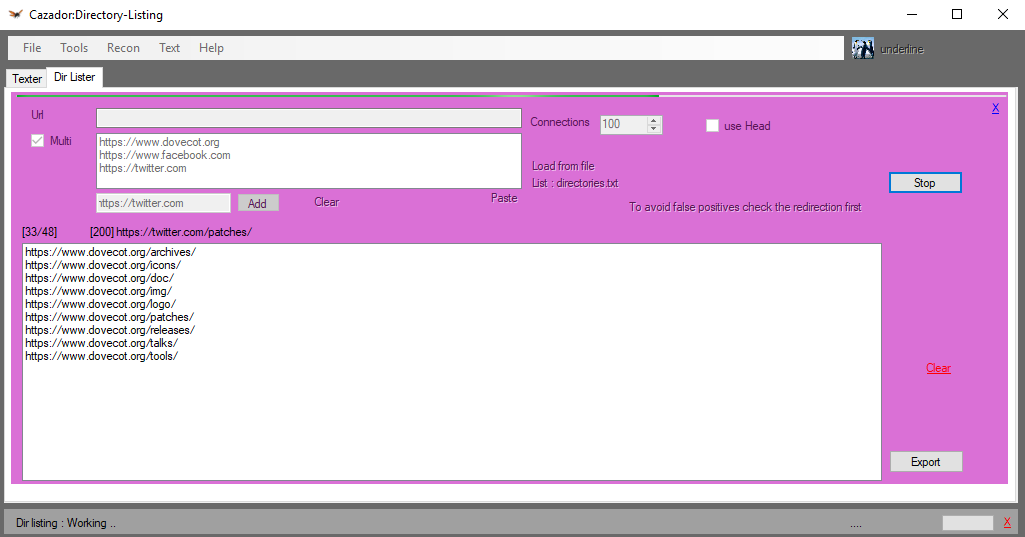 Cazador:Directory-Listing
File Tools Recon Text Help
underline
Texter Dir Lister
X
Url
Connections 100 use Head
Multi
https://www.dovecot.org
https://www.facebook.com
https://twitter.com
Load from file
List : directories.txt
Stop
https://twitter.com Add Clear Paste
To avoid false positives check the redirection first
[33/48] [200] https://twitter.com/patches/
https://www.dovecot.org/archives/
https://www.dovecot.org/icons/
https://www.dovecot.org/doc/
https://www.dovecot.org/img/
https://www.dovecot.org/logo/
https://www.dovecot.org/patches/
https://www.dovecot.org/releases/
https://www.dovecot.org/talks/
https://www.dovecot.org/tools/
Clear
Export
Dir listing : Working .. .... X